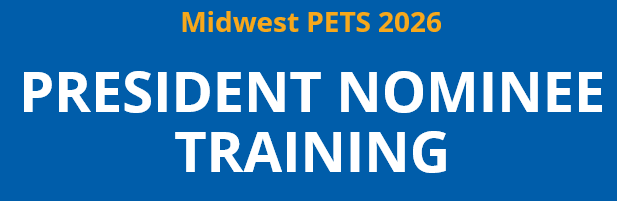 Midwest PETS 2026
PRESIDENT NOMINEE
TRAINING